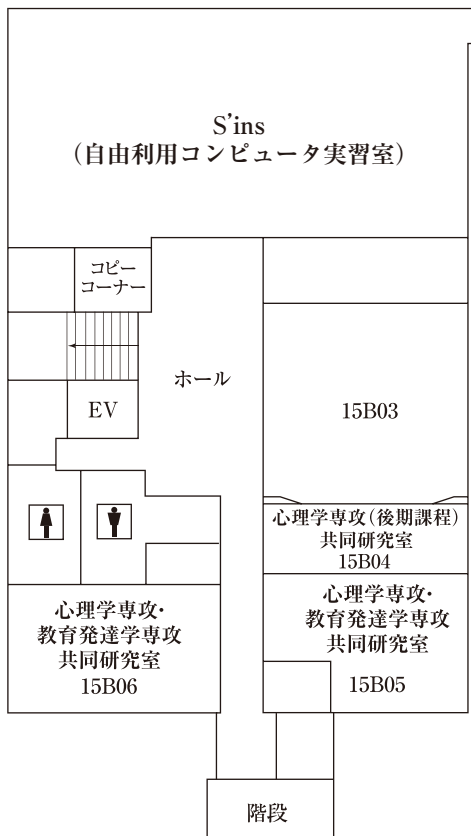 S’ins
（自由利用コンピュータ実習室）
コピー
コーナー
ホール
EV
15B03
心理学専攻（後期課程）
共同研究室
15B04
心理学専攻・
教育発達学専攻
共同研究室
15B06
心理学専攻・
教育発達学専攻
共同研究室
15B05
階段